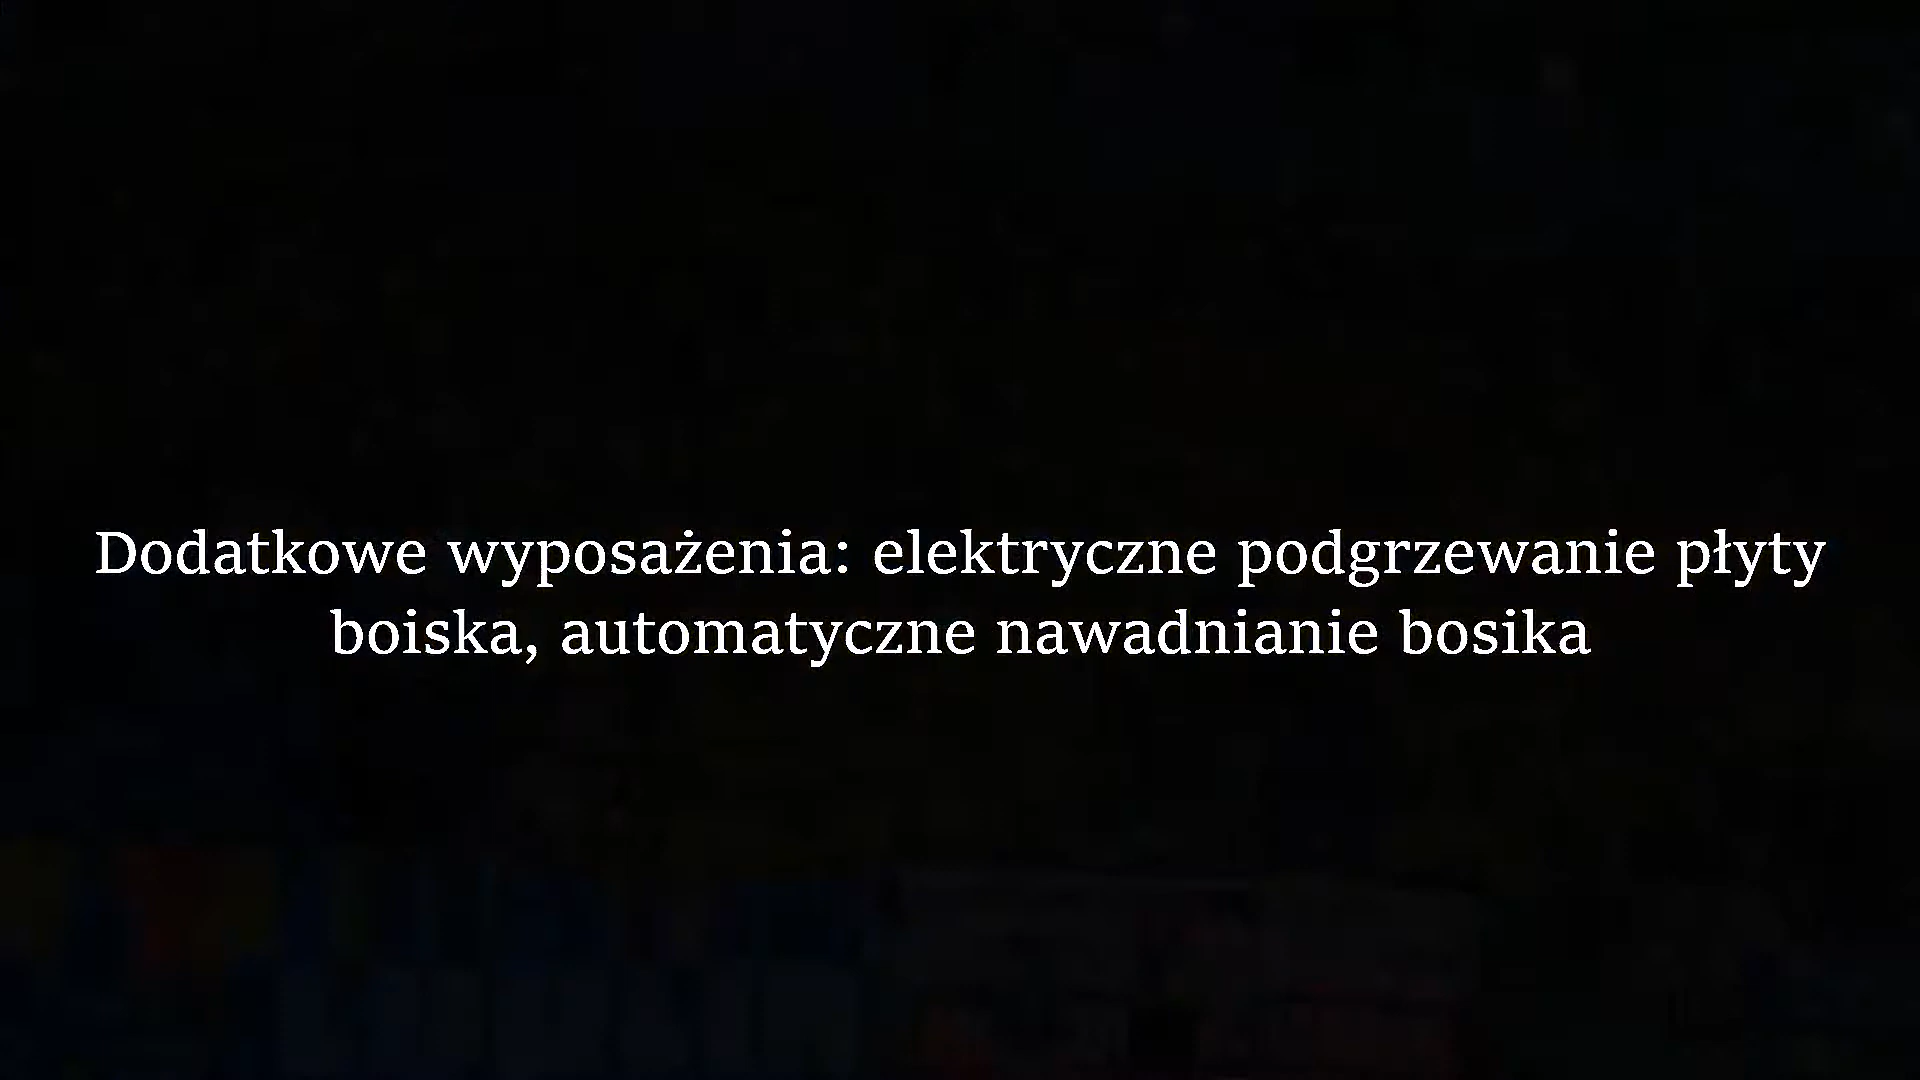 Dodatkowe wyposażenia: elektryczne podgrzewanie płyty
boiska, automatyczne nawadnianie bosika